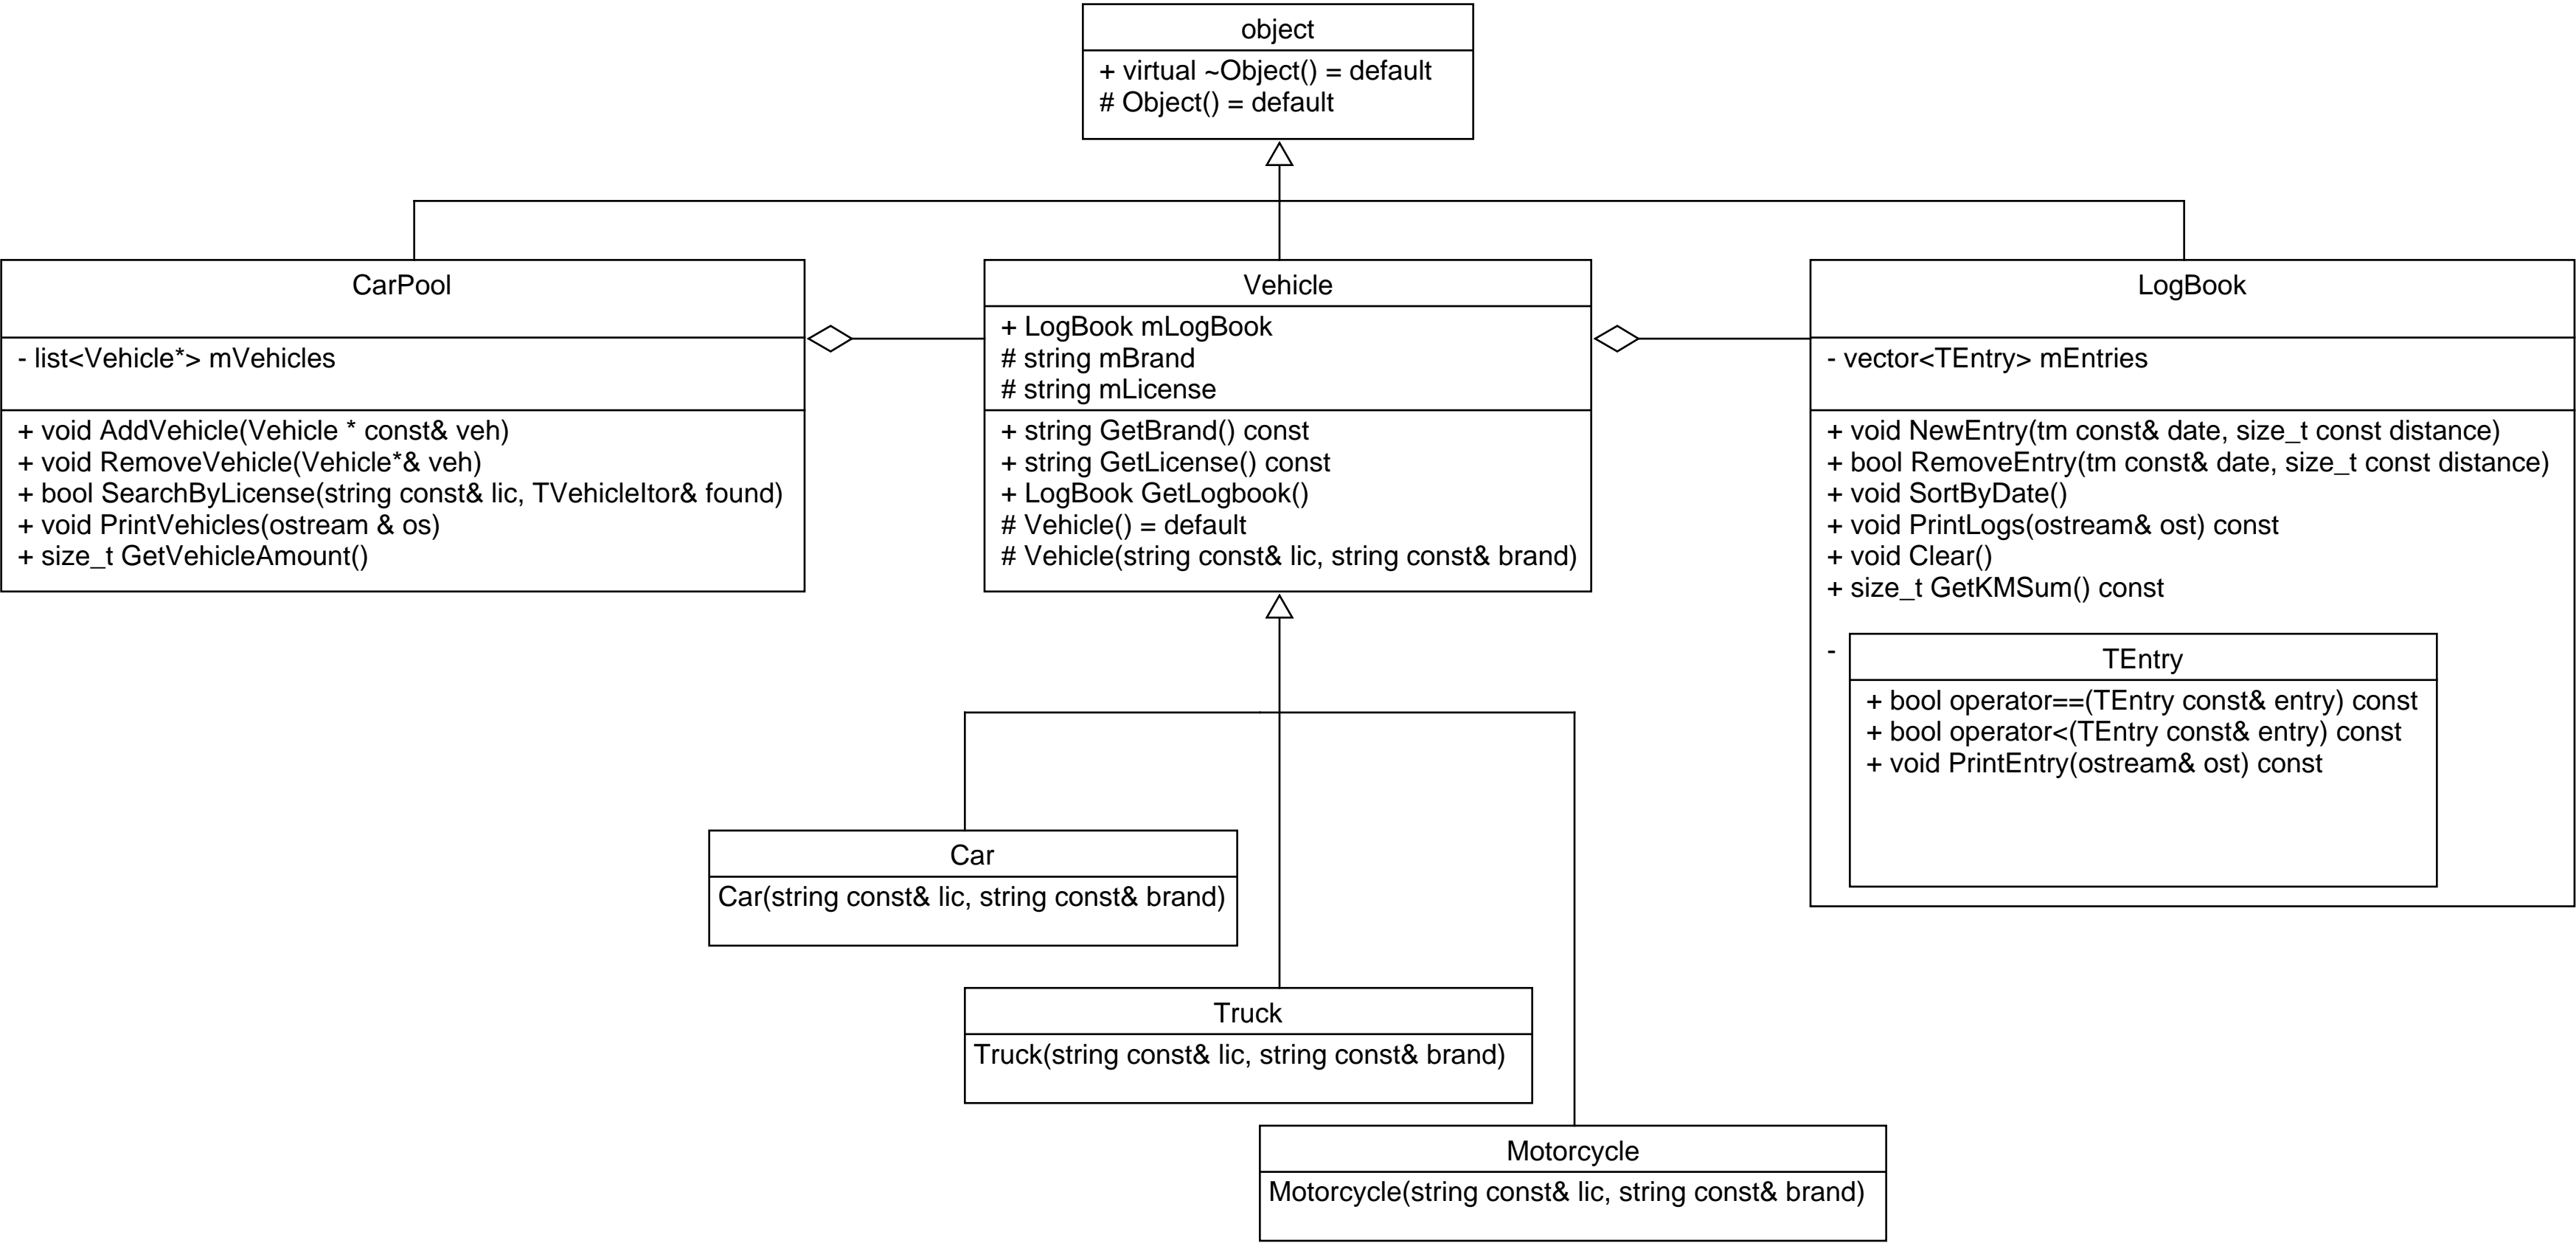 object
+ virtual ~Object() = default
# Object() = default
CarPool
- list<Vehicle*> mVehicles
+ void AddVehicle(Vehicle * const& veh)
+ void RemoveVehicle(Vehicle*& veh)
+ bool SearchByLicense(string const& lic, TVehicleItor& found)
+ void PrintVehicles(ostream & os)
+ size_t GetVehicleAmount()
Vehicle
+ LogBook mLogBook
# string mBrand
# string mLicense
+ string GetBrand() const
+ string GetLicense() const
+ LogBook GetLogbook()
# Vehicle() = default
# Vehicle(string const& lic, string const& brand)
LogBook
- vector<TEntry> mEntries
+ void NewEntry(tm const& date, size_t const distance)
+ bool RemoveEntry(tm const& date, size_t const distance)
+ void SortByDate()
+ void PrintLogs(ostream& ost) const
+ void Clear()
+ size_t GetKMSum() const
-
TEntry
+ bool operator==(TEntry const& entry) const
+ bool operator<(TEntry const& entry) const
+ void PrintEntry(ostream& ost) const
Car
Car(string const& lic, string const& brand)
Truck
Truck(string const& lic, string const& brand)
Motorcycle
Motorcycle(string const& lic, string const& brand)